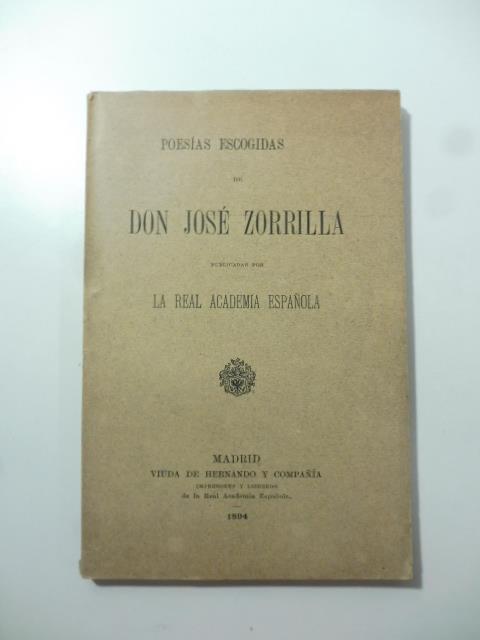 POESÍAS ESCOGIDAS
DE
DON JOSÉ ZORRILLA
PUBLICADAS POR
LA REAL ACADEMIA ESPAÑOLA
MADRID
VIUDA DE HERNANDO Y COMPAÑÍA
IMPRESORES Y LIBREROS
de la Real Academia Española.
1894